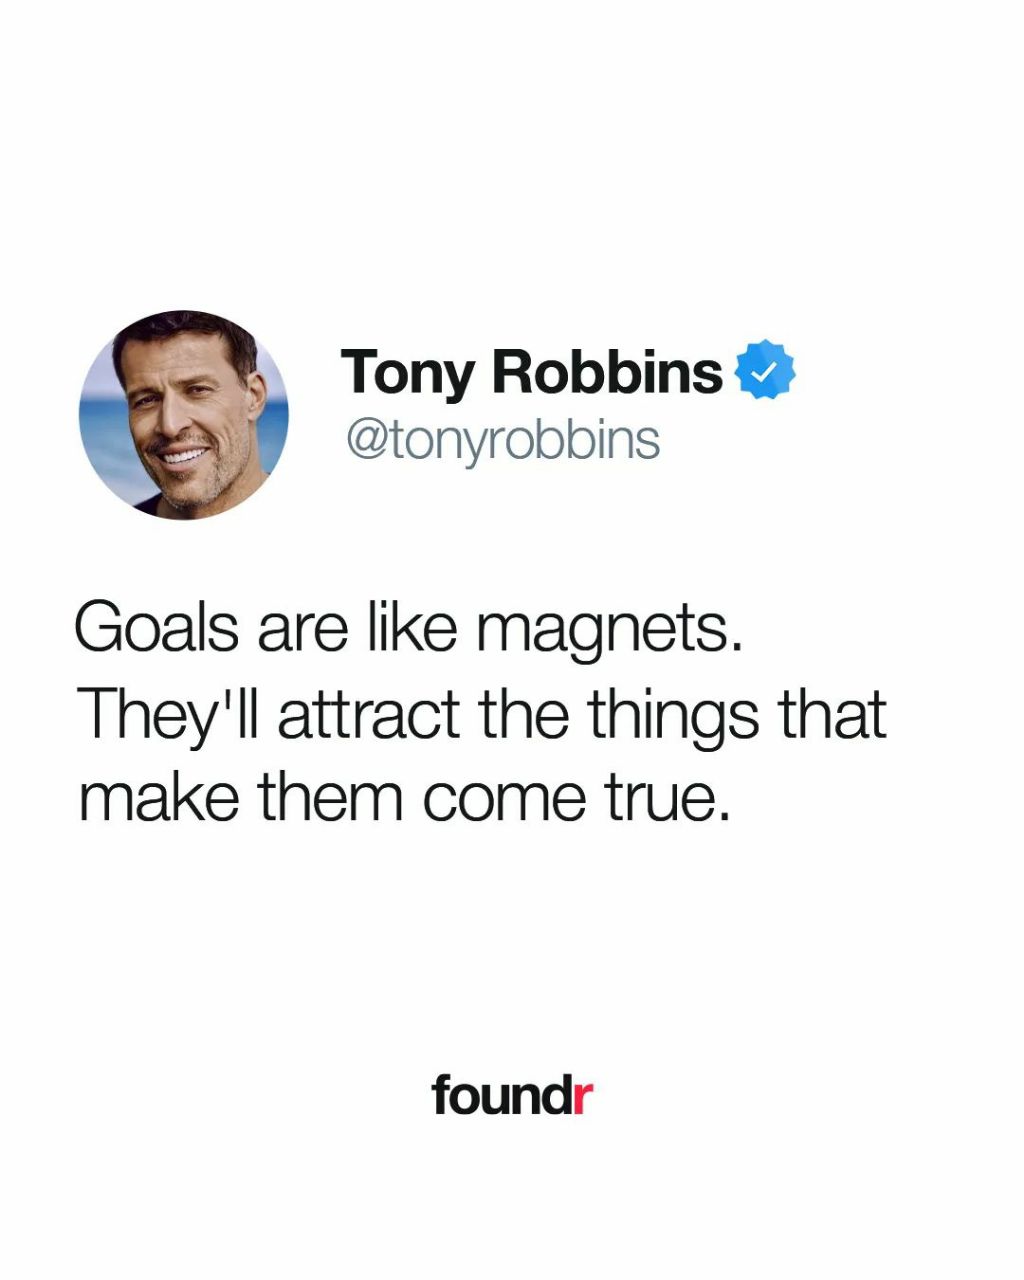 Tony Robbins
@tonyrobbins
Goals are like magnets.
They'll attract the things that
make them come true.
foundr